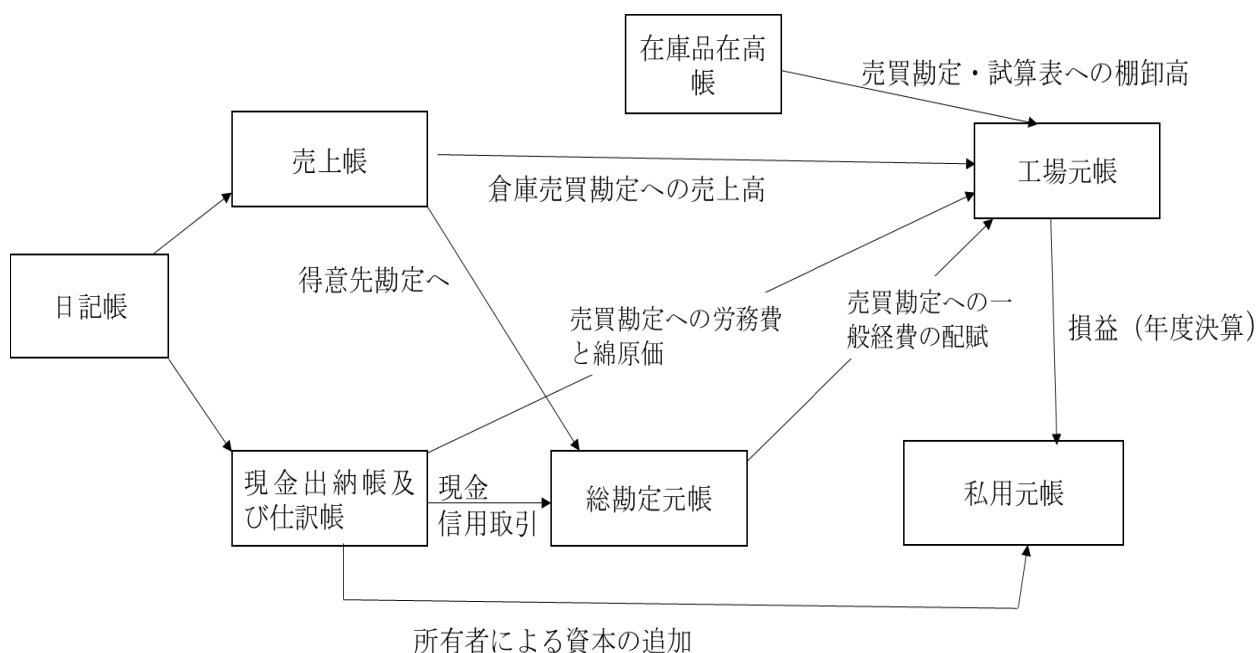 在庫品在高
帳
売買勘定・試算表への棚卸高
売上帳
工場元帳
倉庫売買勘定への売上高
日記帳
得意先勘定へ
売買勘定への労務費
と綿原価
売買勘定への一
般経費の配賦
損益（年度決算）
現金出納帳及
び仕訳帳
現金
信用取引
総勘定元帳
私用元帳
所有者による資本の追加